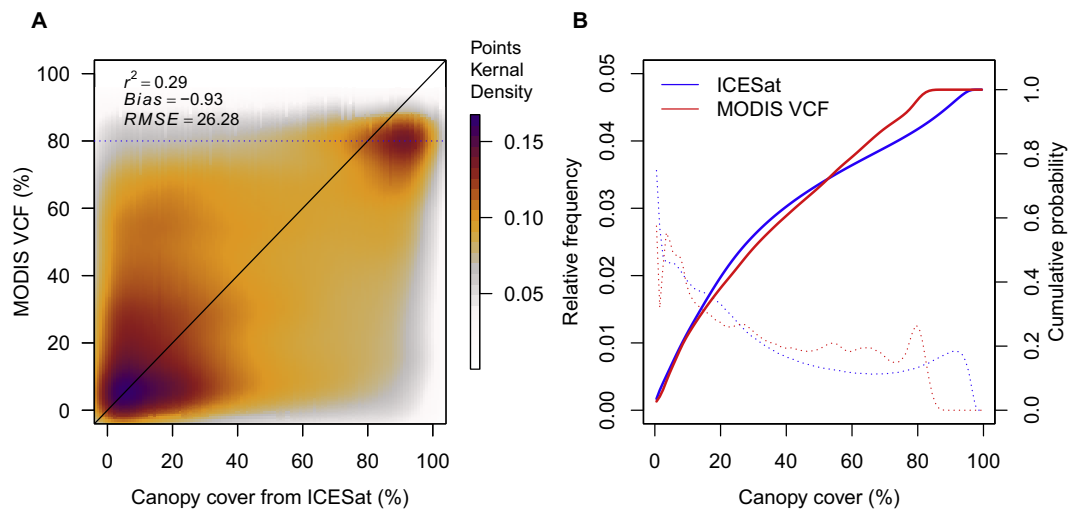 A
B
Points
Kernal
Density
r² = 0.29
Bias = −0.93
RMSE = 26.28
0.15
0.10
0.05
100
80
60
40
20
0
MODIS VCF (%)
0 20 40 60 80 100
Canopy cover from ICESat (%)
ICESat
MODIS VCF
0.05
0.04
0.03
0.02
0.01
0.00
Relative frequency
1.0
0.8
0.6
0.4
0.2
0.0
Cumulative probability
0 20 40 60 80 100
Canopy cover (%)